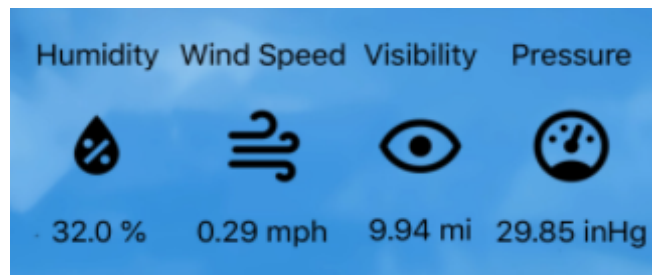 Humidity Wind Speed Visibility Pressure
32.0 % 0.29 mph 9.94 mi 29.85 inHg